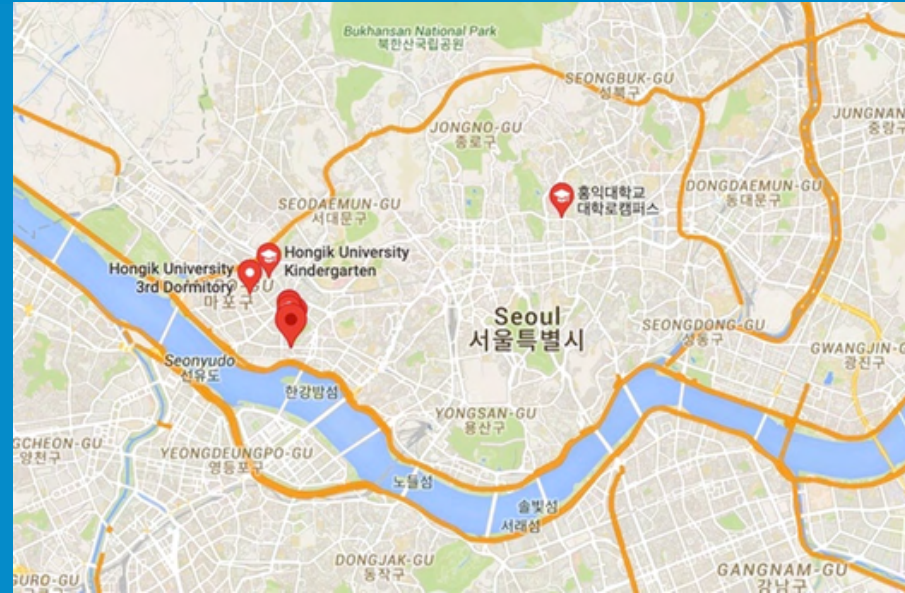 Bukhansan National Park
북한산국립공원
SEONGBUK-GU
성북구
JONGNO-GU
종로구
JUNGNAN
중랑구
DONGDAEMUN-GU
동대문구
홍익대학교
대학로캠퍼스
SEODAEMUN-GU
서대문구
Hongik University
Kindergarten
Hongik University
3rd Dormitory
O-GU
마포구
Seoul
서울특별시
SEONGDONG-GU
성동구
GWANGJIN-G
광진구
Seonyudo
선유도
한강밤섬
YONGSAN-GU
용산구
GCHEON-GU
양천구
YEONGDEUNGPO-GU
영등포구
노들섬
솔빛섬
서래섬
DONGJAK-GU
동작구
GANGNAM-GU
강남구
GURO-GU